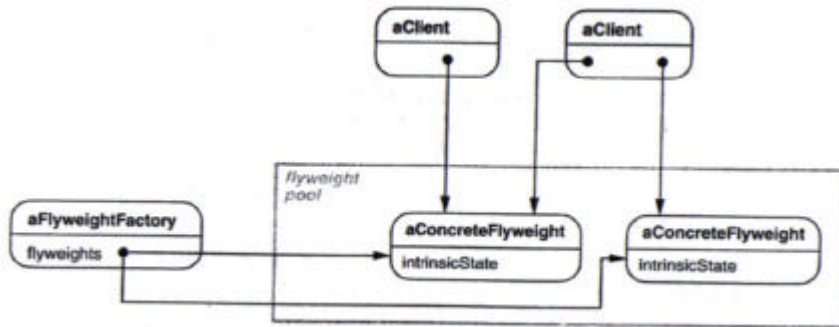 aClient
aClient
flyweight
pool
aFlyweightFactory
flyweights
aConcreteFlyweight
intrinsicState
aConcreteFlyweight
intrinsicState